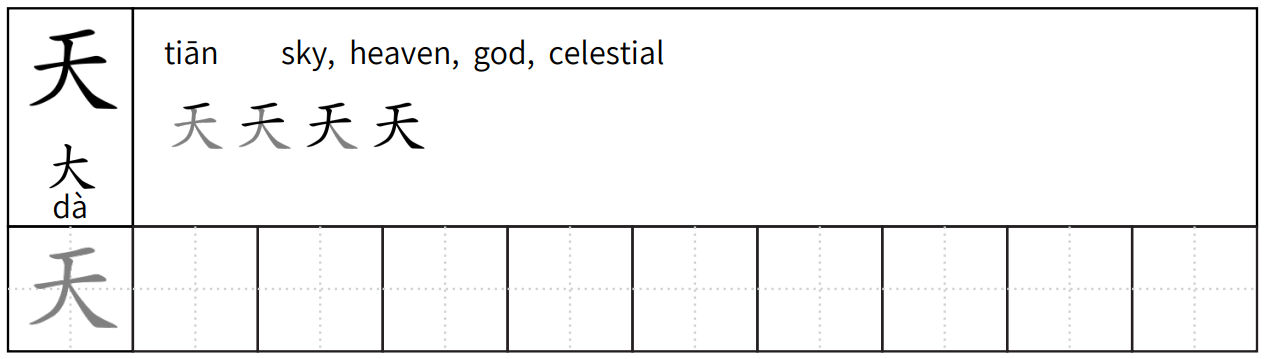 天
大
dà
tiān sky, heaven, god, celestial
天 天 天 天
天